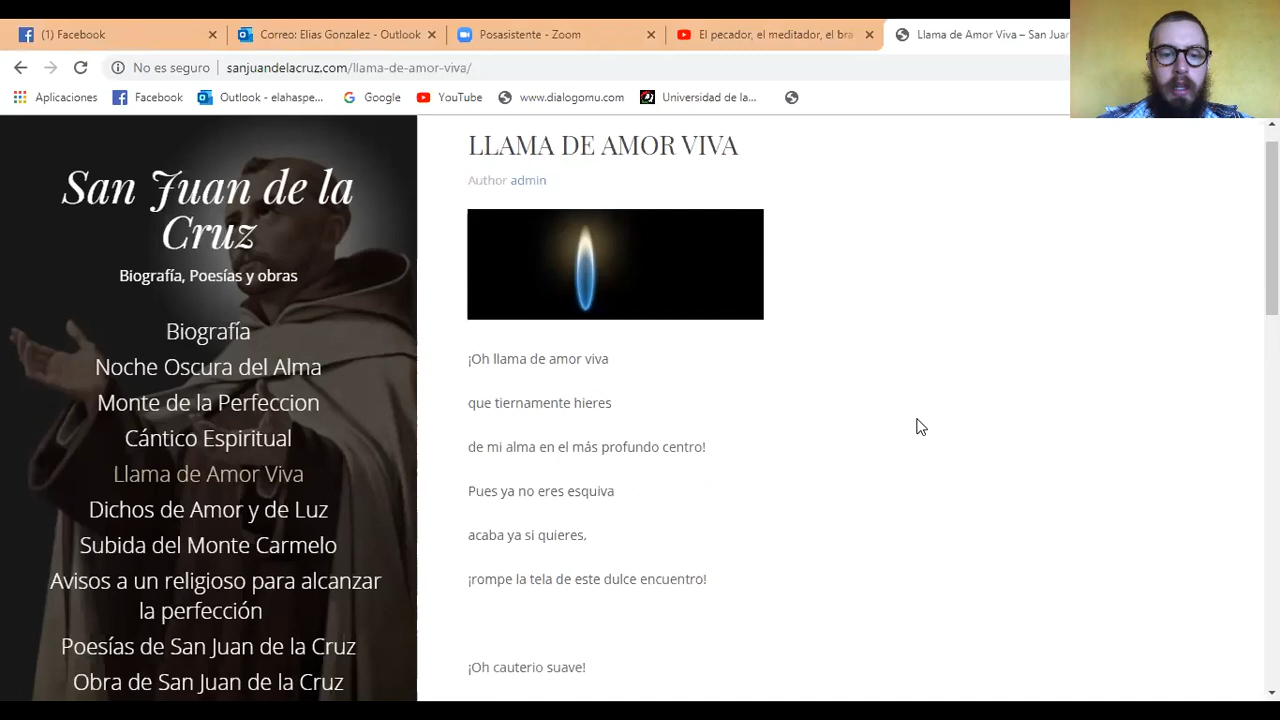 (1) Facebook
Correo: Elias Gonzalez - Outlook
Posasistente - Zoom
El pecador, el meditador, el bra
Llama de Amor Viva – San Juan
No es seguro
sanjuandelacruz.com/llama-de-amor-viva/
Aplicaciones
Facebook
Outlook - elahaspe...
Google
YouTube
www.dialogomu.com
Universidad de la...
San Juan de la
Cruz
Biografía, Poesías y obras
Biografía
Noche Oscura del Alma
Monte de la Perfeccion
Cántico Espiritual
Llama de Amor Viva
Dichos de Amor y de Luz
Subida del Monte Carmelo
Avisos a un religioso para alcanzar
la perfección
Poesías de San Juan de la Cruz
Obra de San Juan de la Cruz
LLAMA DE AMOR VIVA
Author admin
¡Oh llama de amor viva
que tiernamente hieres
de mi alma en el más profundo centro!
Pues ya no eres esquiva
acaba ya si quieres,
¡rompe la tela de este dulce encuentro!
¡Oh cauterio suave!